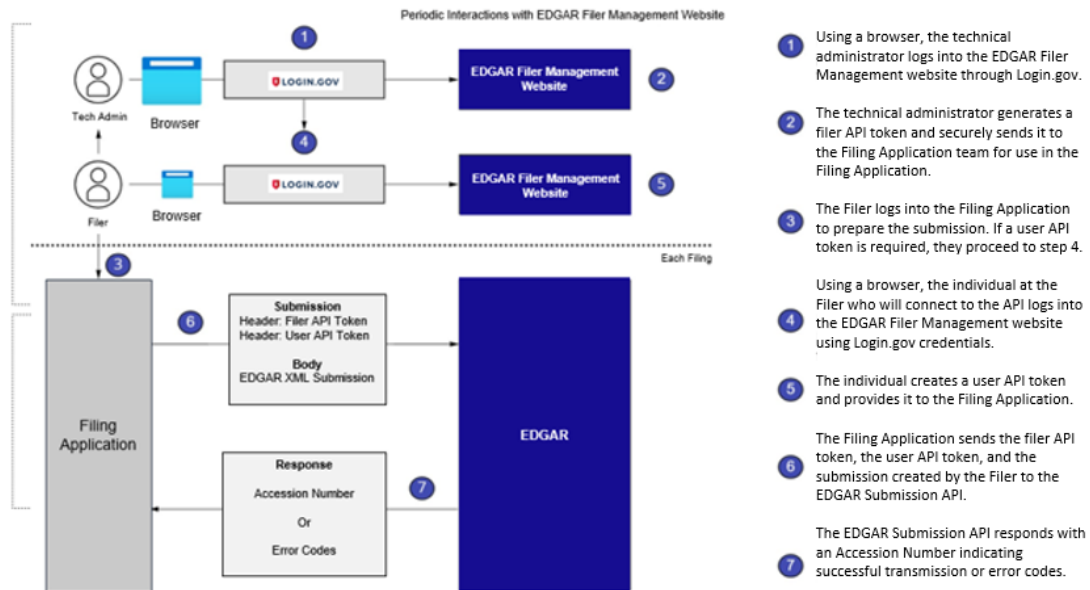 Periodic Interactions with EDGAR Filer Management Website
1
LOGIN.GOV
EDGAR Filer Management
Website
2
Tech Admin
Browser
4
LOGIN.GOV
EDGAR Filer Management
Website
5
Filer
Browser
Each Filing
3
Filing
Application
6
Submission
Header: Filer API Token
Header: User API Token
Body
EDGAR XML Submission
EDGAR
Response
Accession Number
Or
Error Codes
7
1
Using a browser, the technical
administrator logs into the EDGAR Filer
Management website through Login.gov.
2
The technical administrator generates a
filer API token and securely sends it to
the Filing Application team for use in the
Filing Application.
3
The Filer logs into the Filing Application
to prepare the submission. If a user API
token is required, they proceed to step 4.
4
Using a browser, the individual at the
Filer who will connect to the API logs into
the EDGAR Filer Management website
using Login.gov credentials.
5
The individual creates a user API token
and provides it to the Filing Application.
6
The Filing Application sends the filer API
token, the user API token, and the
submission created by the Filer to the
EDGAR Submission API.
7
The EDGAR Submission API responds with
an Accession Number indicating
successful transmission or error codes.